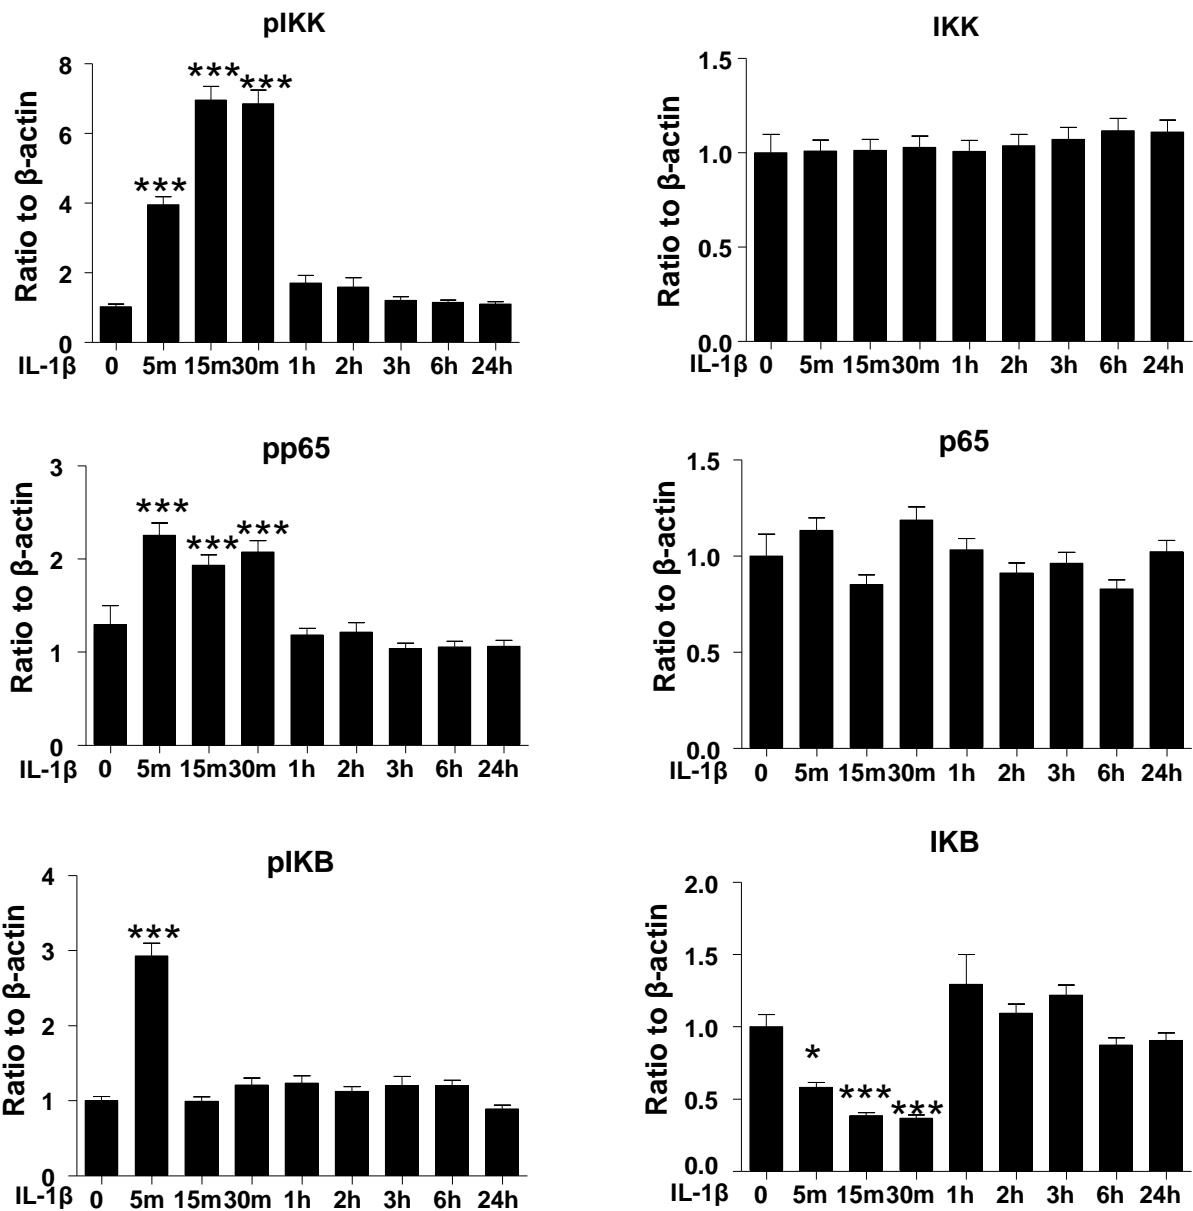 pIKK
Ratio to β-actin
8
6
4
2
0
***
***
***
IL-1β 0 5m 15m 30m 1h 2h 3h 6h 24h
IKK
Ratio to β-actin
1.5
1.0
0.5
0.0
IL-1β 0 5m 15m 30m 1h 2h 3h 6h 24h
pp65
Ratio to β-actin
3
2
1
0
***
***
***
IL-1β 0 5m 15m 30m 1h 2h 3h 6h 24h
p65
Ratio to β-actin
1.5
1.0
0.5
0.0
IL-1β 0 5m 15m 30m 1h 2h 3h 6h 24h
pIKB
Ratio to β-actin
4
3
2
1
0
***
IL-1β 0 5m 15m 30m 1h 2h 3h 6h 24h
IKB
Ratio to β-actin
2.0
1.5
1.0
0.5
0.0
*
***
***
IL-1β 0 5m 15m 30m 1h 2h 3h 6h 24h